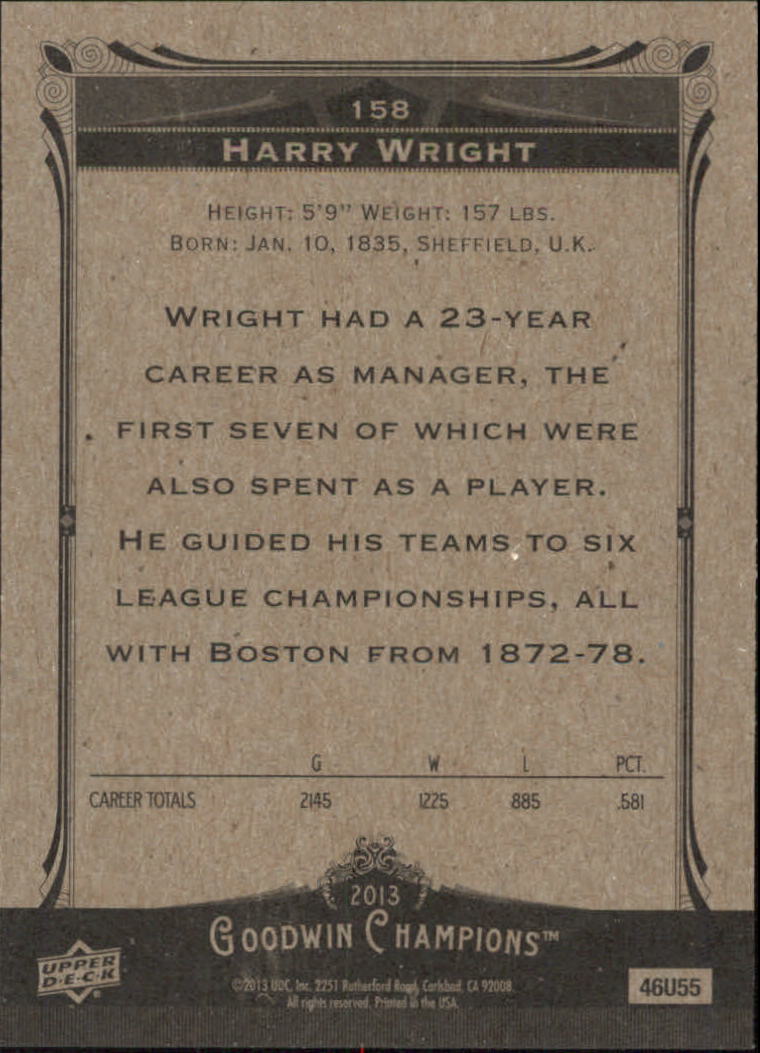 158
HARRY WRIGHT
HEIGHT: 5'9" WEIGHT: 157 LBS.
BORN: JAN. 10, 1835, SHEFFIELD, U.K.
WRIGHT HAD A 23-YEAR
CAREER AS MANAGER, THE
FIRST SEVEN OF WHICH WERE
ALSO SPENT AS A PLAYER.
HE GUIDED HIS TEAMS TO SIX
LEAGUE CHAMPIONSHIPS, ALL
WITH BOSTON FROM 1872-78.
G W L PCT.
CAREER TOTALS 2145 1225 885 .581
2013
GOODWIN CHAMPIONS™
UPPER
D·E·C·K
©2013 UDC, Inc. 2251 Rutherford Road, Carlsbad, CA 92008
All rights reserved. Printed in the USA.
46U55